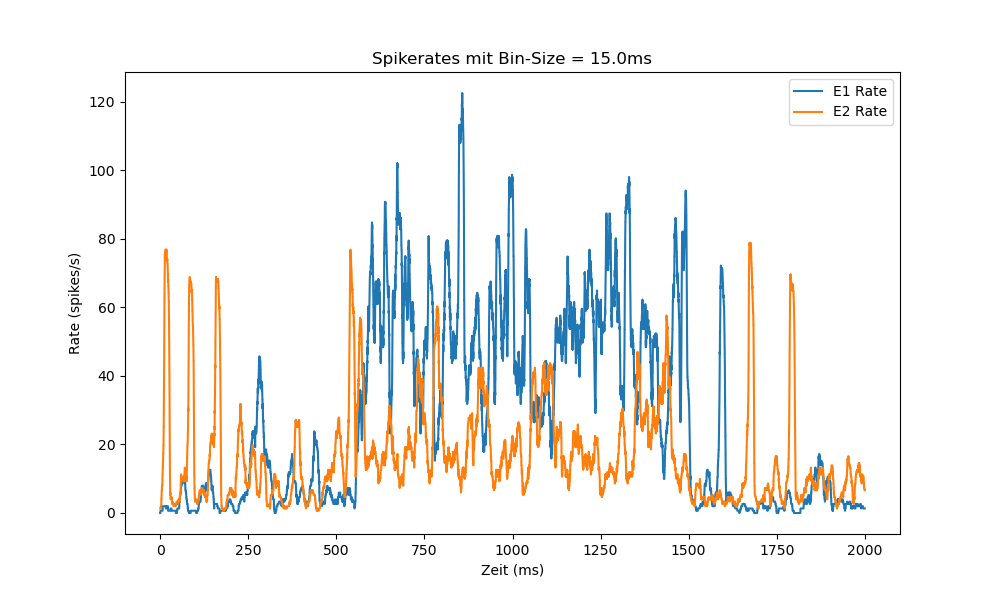 Spikerates mit Bin-Size = 15.0ms
E1 Rate
E2 Rate
Rate (spikes/s)
120
100
80
60
40
20
0
0 250 500 750 1000 1250 1500 1750 2000
Zeit (ms)